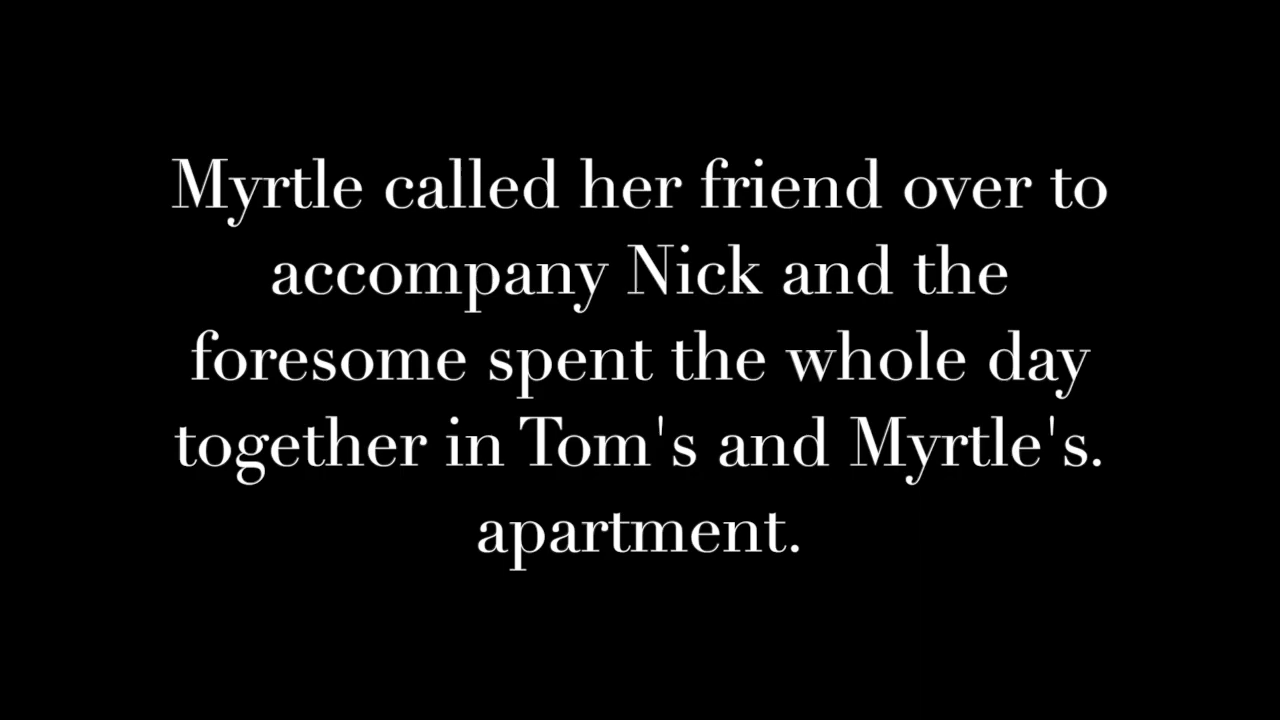 Myrtle called her friend over to
accompany Nick and the
foresome spent the whole day
together in Tom's and Myrtle's.
apartment.